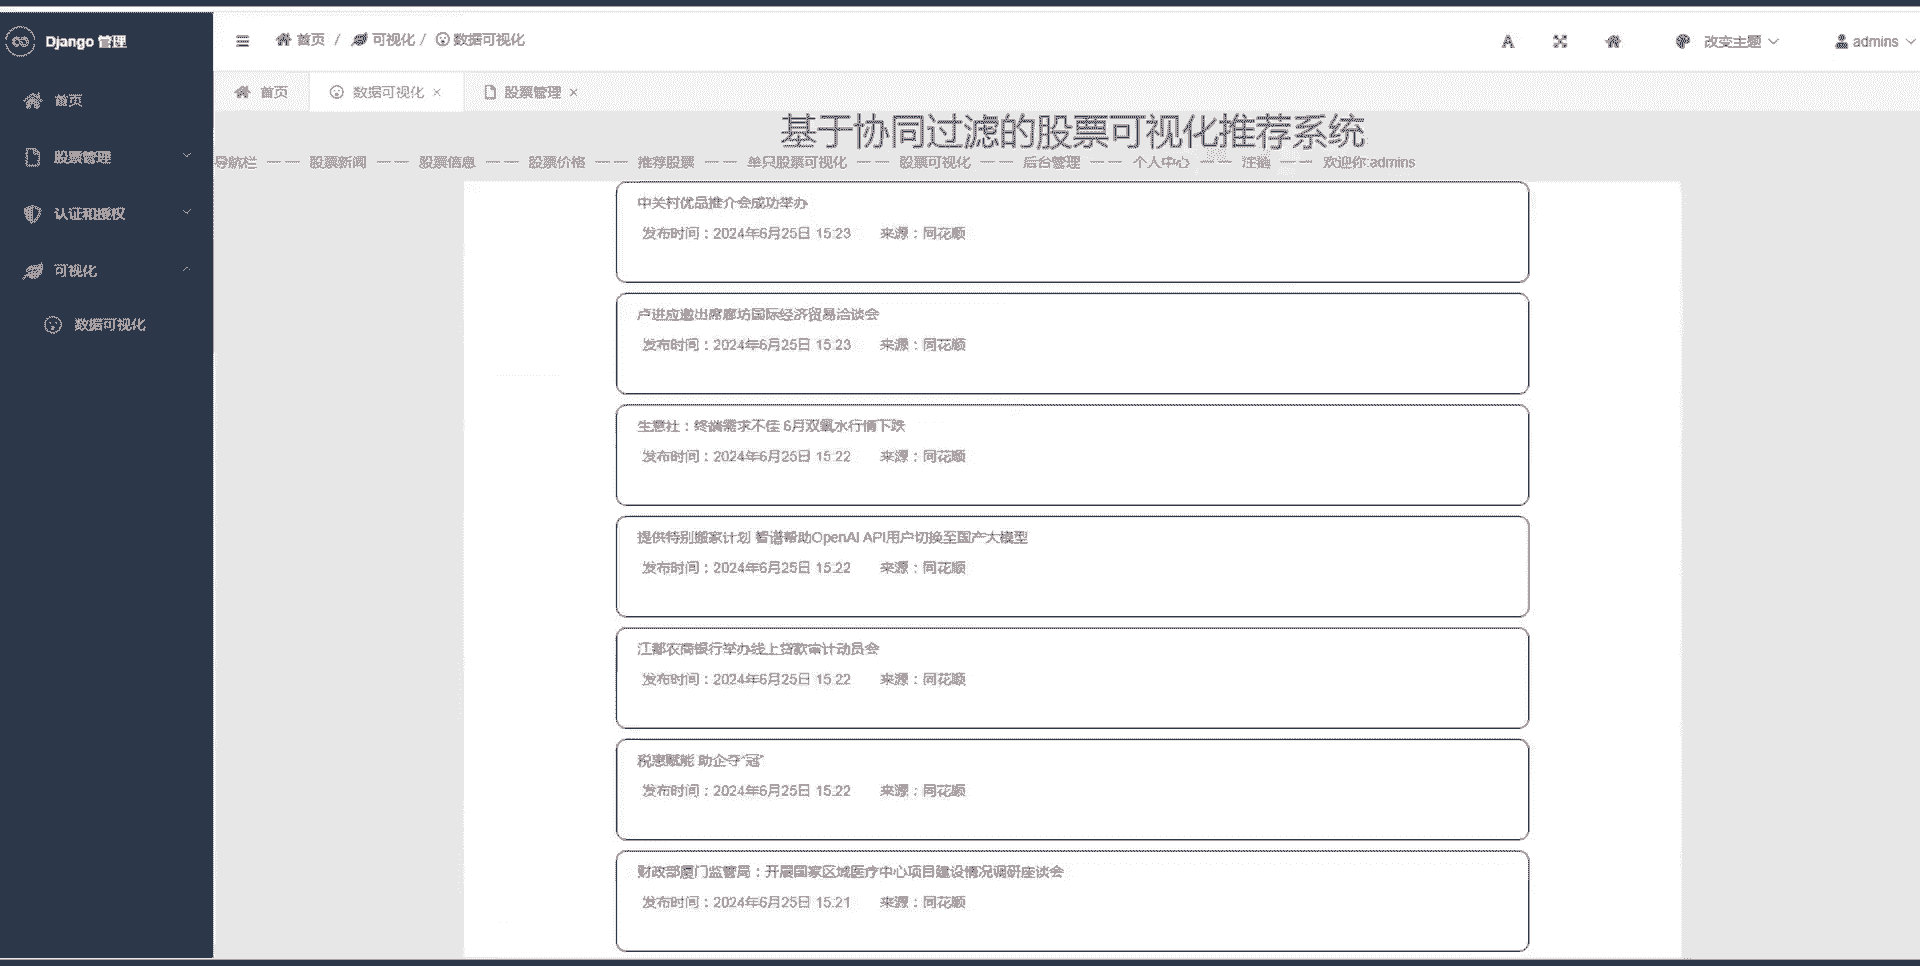 Django 管理
首页
股票管理
认证和授权
可视化
数据可视化
首页 / 可视化 / 数据可视化
A 改变主题 admins
首页 数据可视化 × 股票管理 ×
基于协同过滤的股票可视化推荐系统
导航栏 —— 股票新闻 —— 股票信息 —— 股票价格 —— 推荐股票 —— 单只股票可视化 —— 股票可视化 —— 后台管理 —— 个人中心 —— 注销 —— 欢迎你:admins
中关村优品推介会成功举办
发布时间：2024年6月25日 15:23 来源：同花顺
卢进应邀出席廊坊国际经济贸易洽谈会
发布时间：2024年6月25日 15:23 来源：同花顺
生意社：终端需求不佳 6月双氧水行情下跌
发布时间：2024年6月25日 15:22 来源：同花顺
提供特别搬家计划 智谱帮助OpenAI API用户切换至国产大模型
发布时间：2024年6月25日 15:22 来源：同花顺
江都农商银行举办线上贷款审计动员会
发布时间：2024年6月25日 15:22 来源：同花顺
税惠赋能 助企夺“冠”
发布时间：2024年6月25日 15:22 来源：同花顺
财政部厦门监管局：开展国家区域医疗中心项目建设情况调研座谈会
发布时间：2024年6月25日 15:21 来源：同花顺